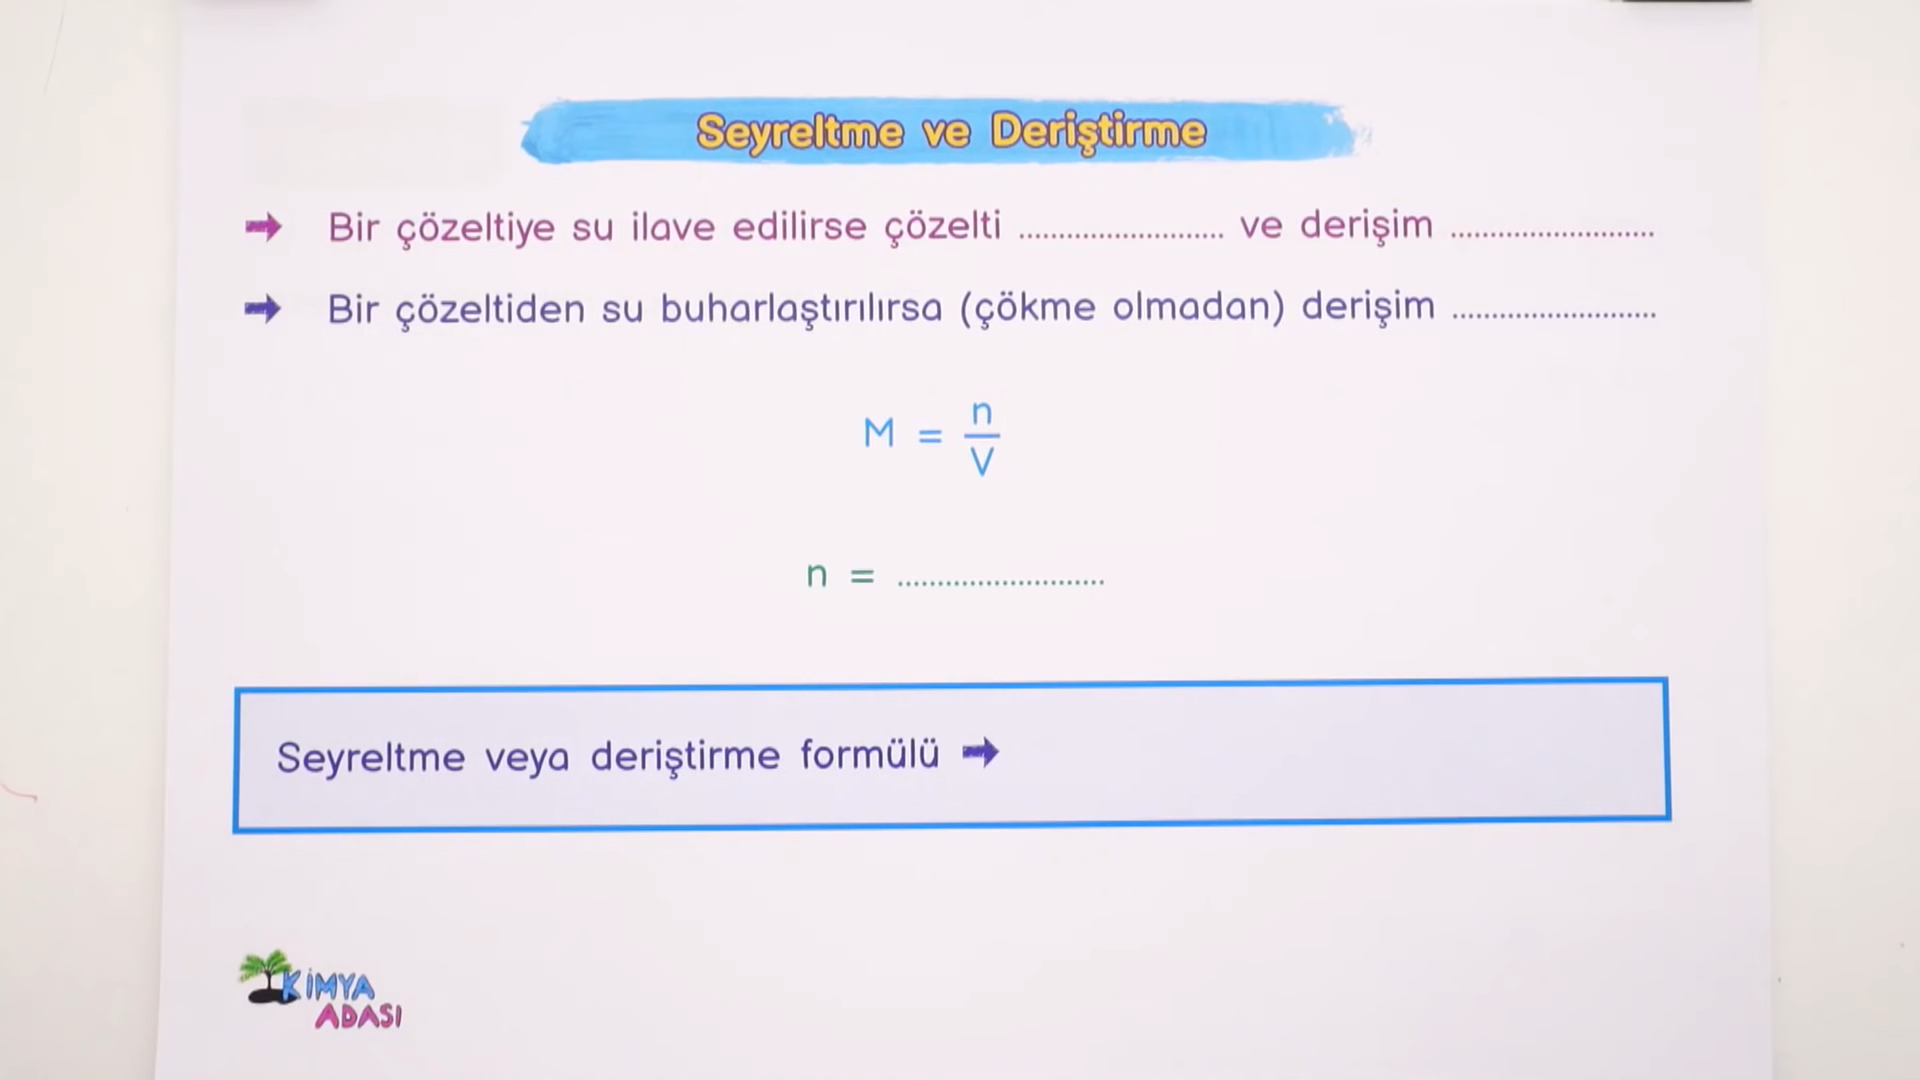 Seyreltme ve Deriştirme
➡ Bir çözeltiye su ilave edilirse çözelti .......................... ve derişim ..........................
➡ Bir çözeltiden su buharlaştırılırsa (çökme olmadan) derişim ..........................
M = n/V
n = ..........................
Seyreltme veya deriştirme formülü ➡
KİMYA
ADASI